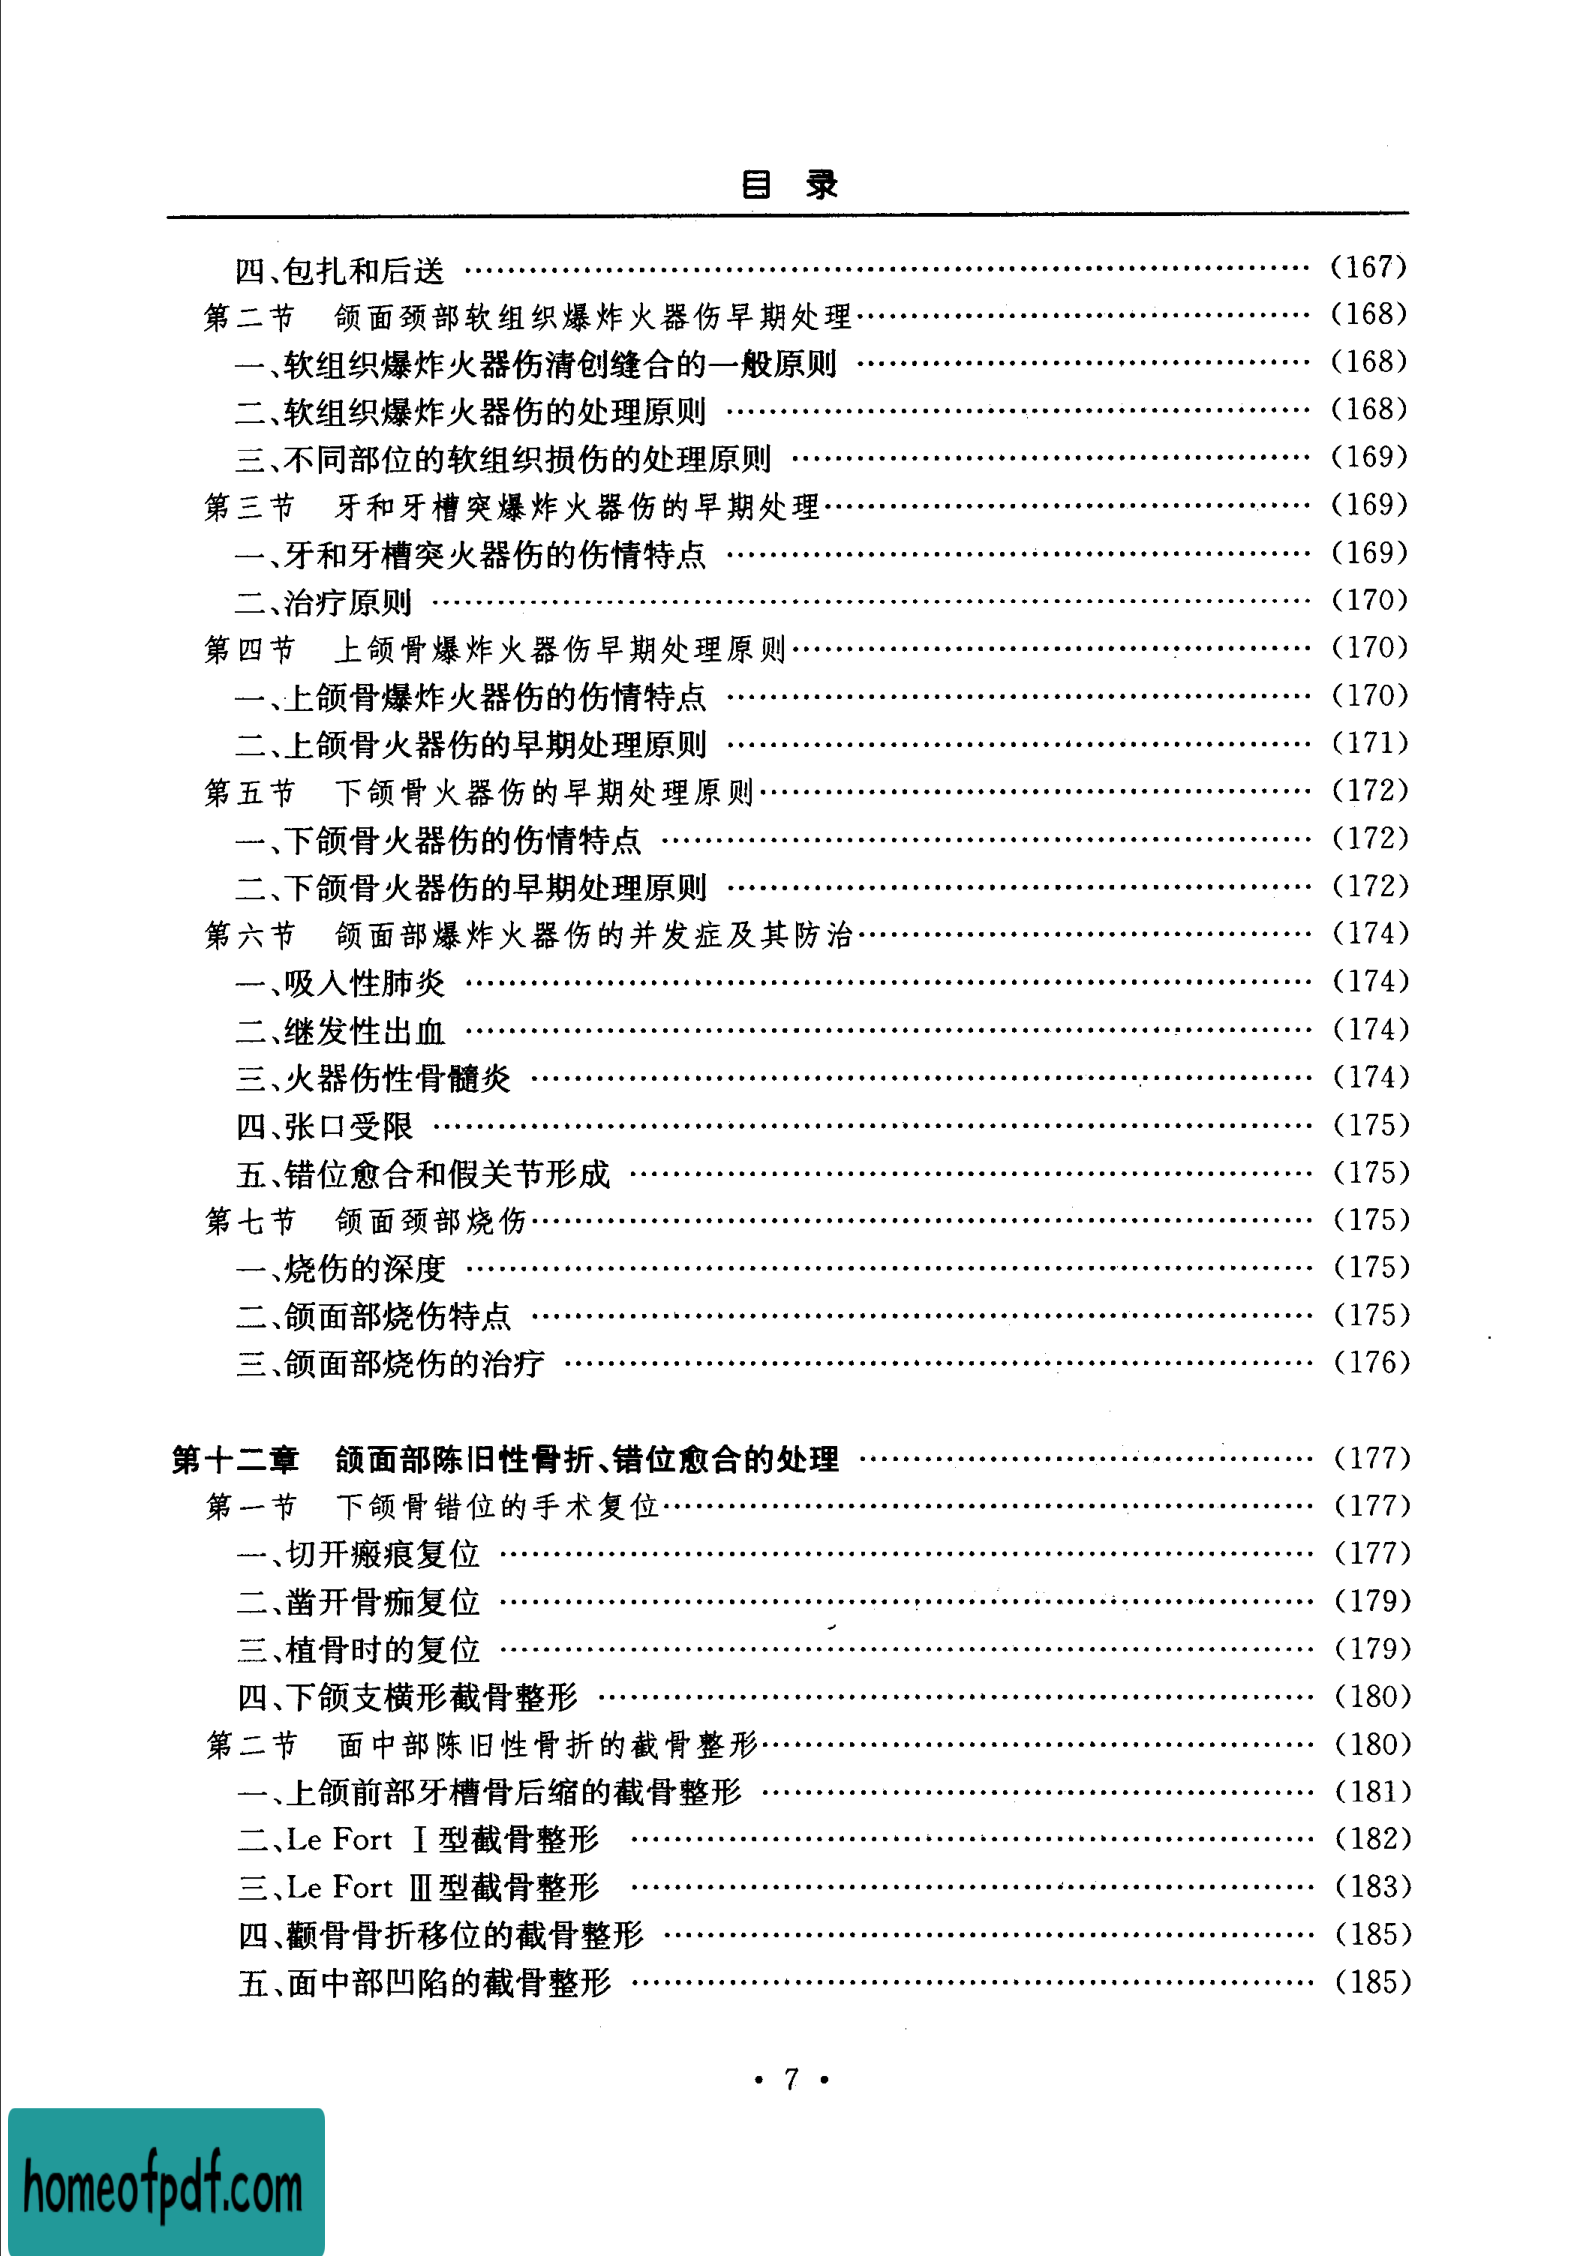 目 录
四、包扎和后送 …………………………………………………………………… (167)
第二节 颌面颈部软组织爆炸火器伤早期处理…………………………………… (168)
一、软组织爆炸火器伤清创缝合的一般原则 …………………………………… (168)
二、软组织爆炸火器伤的处理原则 ……………………………………………… (168)
三、不同部位的软组织损伤的处理原则 ………………………………………… (169)
第三节 牙和牙槽突爆炸火器伤的早期处理……………………………………… (169)
一、牙和牙槽突火器伤的伤情特点 ……………………………………………… (169)
二、治疗原则 ……………………………………………………………………… (170)
第四节 上颌骨爆炸火器伤早期处理原则………………………………………… (170)
一、上颌骨爆炸火器伤的伤情特点 ……………………………………………… (170)
二、上颌骨火器伤的早期处理原则 ……………………………………………… (171)
第五节 下颌骨火器伤的早期处理原则…………………………………………… (172)
一、下颌骨火器伤的伤情特点 …………………………………………………… (172)
二、下颌骨火器伤的早期处理原则 ……………………………………………… (172)
第六节 颌面部爆炸火器伤的并发症及其防治…………………………………… (174)
一、吸入性肺炎 …………………………………………………………………… (174)
二、继发性出血 …………………………………………………………………… (174)
三、火器伤性骨髓炎 ……………………………………………………………… (174)
四、张口受限 ……………………………………………………………………… (175)
五、错位愈合和假关节形成 ……………………………………………………… (175)
第七节 颌面颈部烧伤……………………………………………………………… (175)
一、烧伤的深度 …………………………………………………………………… (175)
二、颌面部烧伤特点 ……………………………………………………………… (175)
三、颌面部烧伤的治疗 …………………………………………………………… (176)
第十二章 颌面部陈旧性骨折、错位愈合的处理 ………………………………… (177)
第一节 下颌骨错位的手术复位…………………………………………………… (177)
一、切开瘢痕复位 ………………………………………………………………… (177)
二、凿开骨痂复位 ………………………………………………………………… (179)
三、植骨时的复位 ………………………………………………………………… (179)
四、下颌支横形截骨整形 ………………………………………………………… (180)
第二节 面中部陈旧性骨折的截骨整形…………………………………………… (180)
一、上颌前部牙槽骨后缩的截骨整形 …………………………………………… (181)
二、Le Fort Ⅰ型截骨整形 ……………………………………………………… (182)
三、Le Fort Ⅲ型截骨整形 ……………………………………………………… (183)
四、颧骨骨折移位的截骨整形 …………………………………………………… (185)
五、面中部凹陷的截骨整形 ……………………………………………………… (185)
· 7 ·
homeofpdf.com